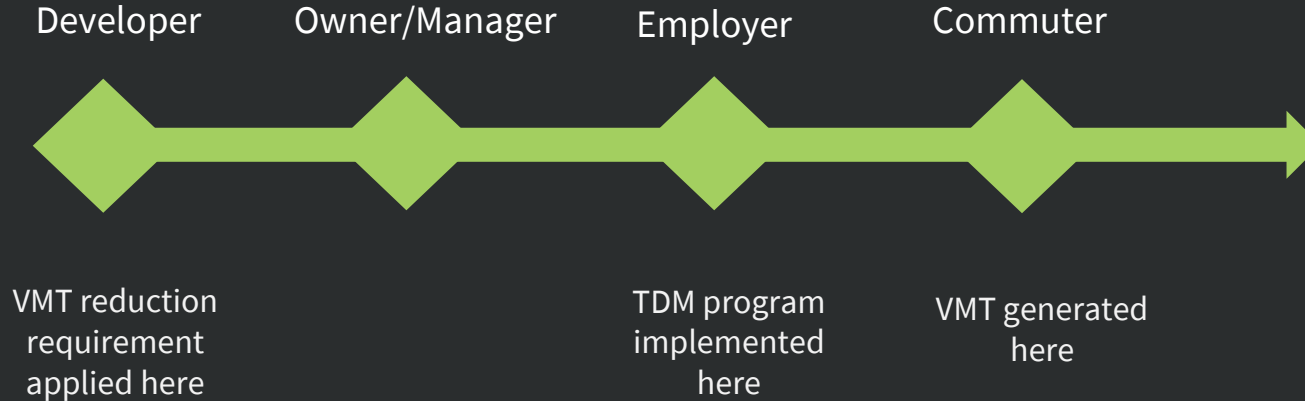 Developer
Owner/Manager
Employer
Commuter
VMT reduction
requirement
applied here
TDM program
implemented
here
VMT generated
here